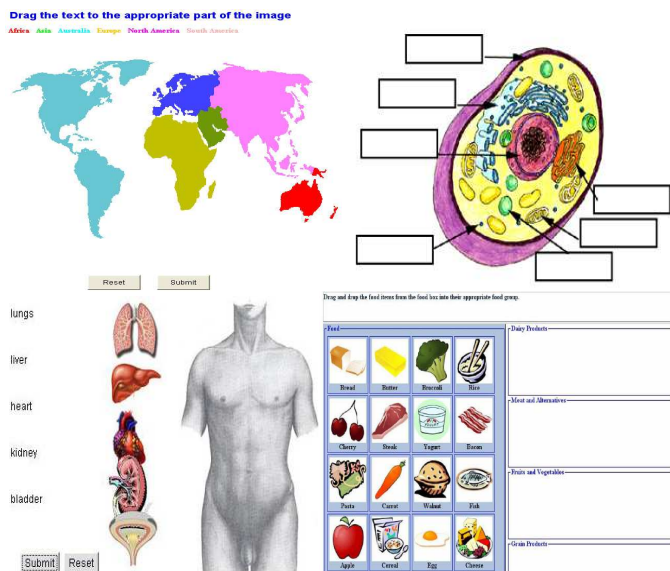 Drag the text to the appropriate part of the image
Africa Asia Australia Europe North America South America
Reset Submit
lungs
liver
heart
kidney
bladder
Submit Reset
Drag and drop the food items from the food box into their appropriate food group.
Food
Bread Butter Broccoli Rice
Cherry Steak Yogurt Bacon
Pasta Carrot Walnut Fish
Apple Cereal Egg Cheese
Dairy Products
Meat and Alternatives
Fruits and Vegetables
Grain Products